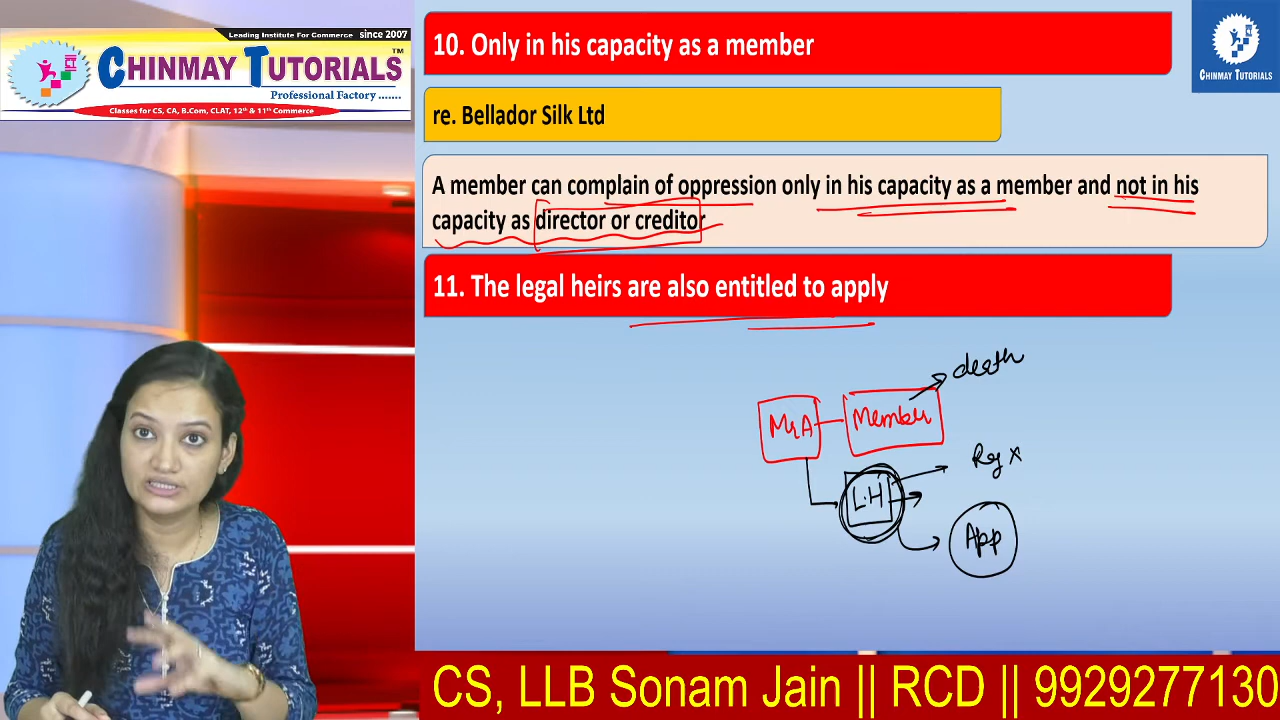 Leading Institute For Commerce since 2007
CHINMAY TUTORIALS™
Professional Factory .......
Classes for CS, CA, B.Com, CLAT, 12th & 11th Commerce
10. Only in his capacity as a member
CHINMAY TUTORIALS
re. Bellador Silk Ltd
A member can complain of oppression only in his capacity as a member and not in his
capacity as director or creditor
11. The legal heirs are also entitled to apply
death
Mr A
Member
Reg x
L.H
App
CS, LLB Sonam Jain || RCD || 9929277130